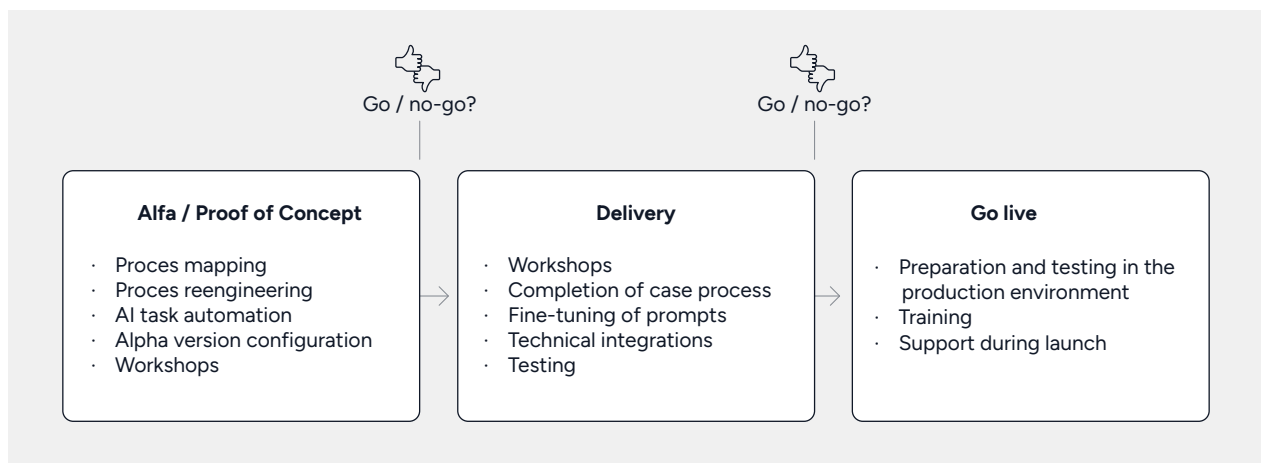 Go / no-go?
Go / no-go?
Alfa / Proof of Concept
· Proces mapping
· Proces reengineering
· AI task automation
· Alpha version configuration
· Workshops
Delivery
· Workshops
· Completion of case process
· Fine-tuning of prompts
· Technical integrations
· Testing
Go live
· Preparation and testing in the
production environment
· Training
· Support during launch